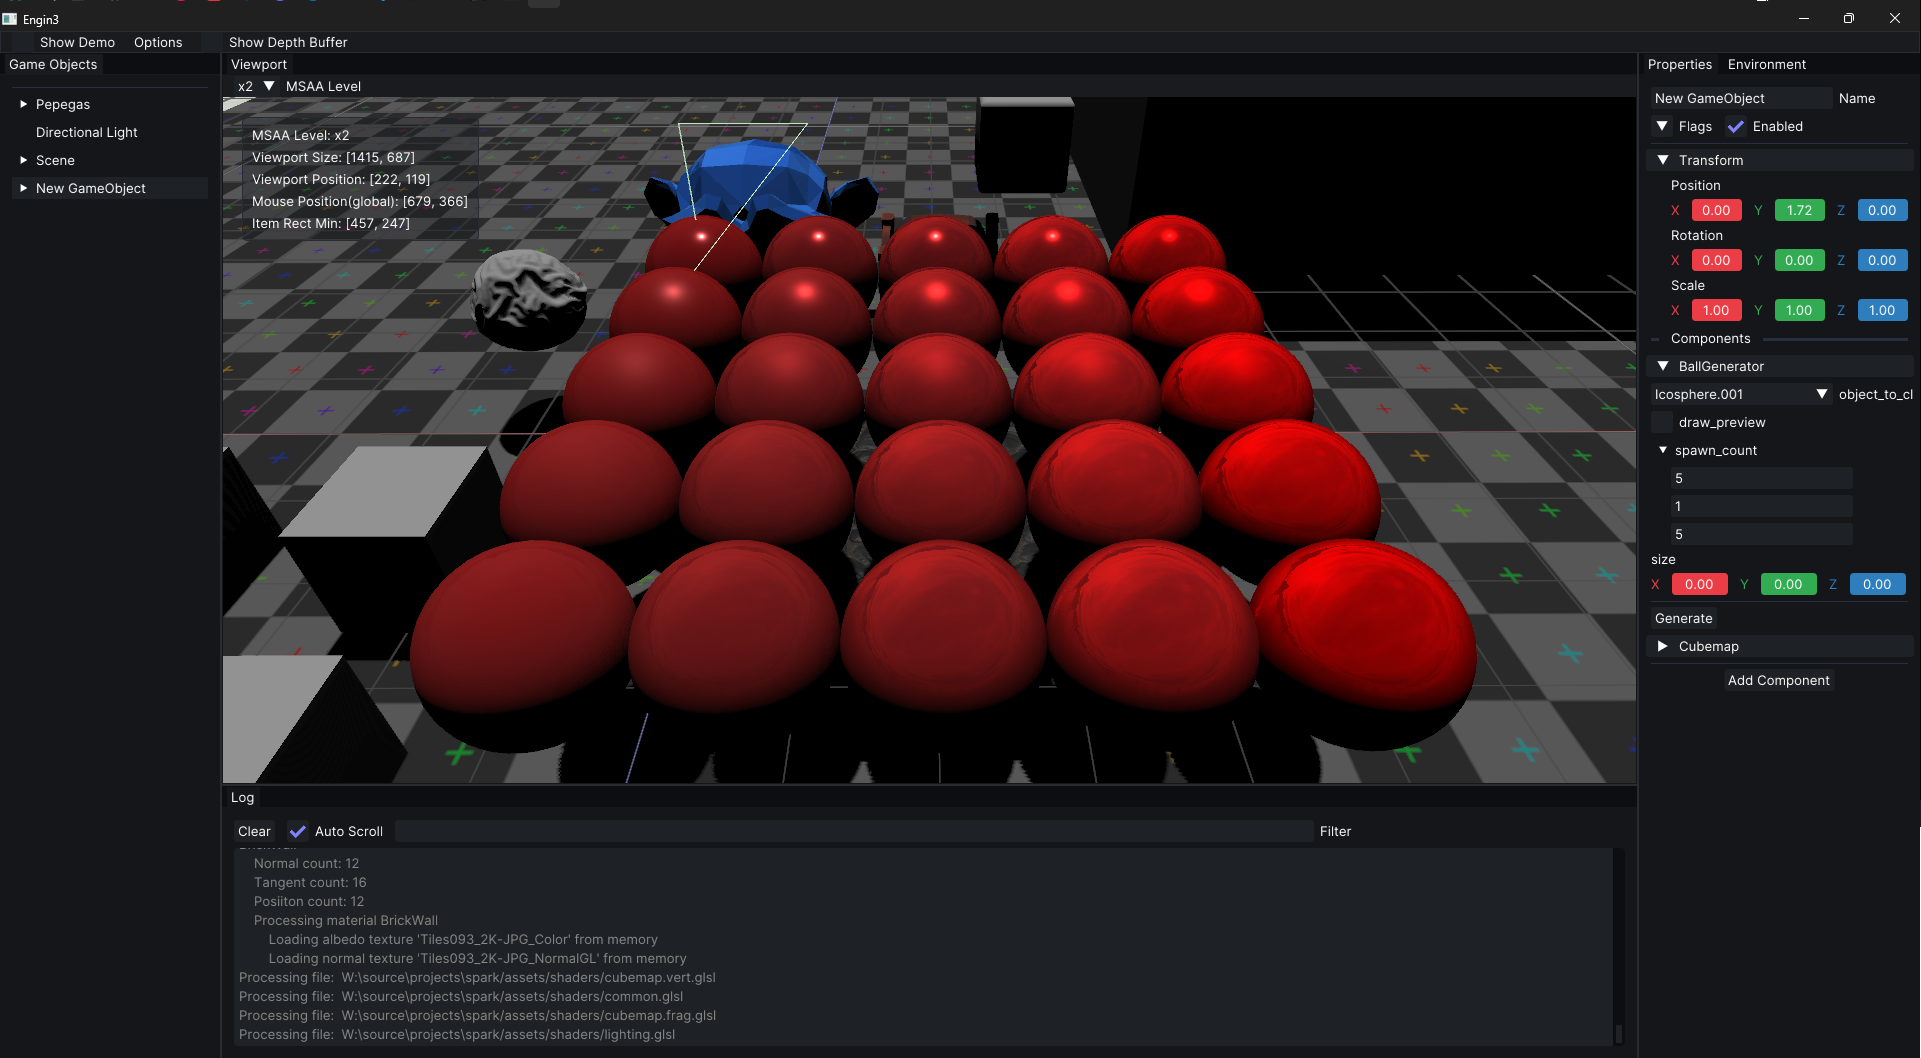 Engin3
Show Demo Options Show Depth Buffer
Game Objects
Pepegas
Directional Light
Scene
New GameObject
Viewport
x2 MSAA Level
MSAA Level: x2
Viewport Size: [1415, 687]
Viewport Position: [222, 119]
Mouse Position(global): [679, 366]
Item Rect Min: [457, 247]
Log
Clear Auto Scroll Filter
Normal count: 12
Tangent count: 16
Posiiton count: 12
Processing material BrickWall
Loading albedo texture 'Tiles093_2K-JPG_Color' from memory
Loading normal texture 'Tiles093_2K-JPG_NormalGL' from memory
Processing file: W:\source\projects\spark/assets/shaders/cubemap.vert.glsl
Processing file: W:\source\projects\spark/assets/shaders/common.glsl
Processing file: W:\source\projects\spark/assets/shaders/cubemap.frag.glsl
Processing file: W:\source\projects\spark/assets/shaders/lighting.glsl
Properties Environment
New GameObject Name
Flags Enabled
Transform
Position
X 0.00 Y 1.72 Z 0.00
Rotation
X 0.00 Y 0.00 Z 0.00
Scale
X 1.00 Y 1.00 Z 1.00
Components
BallGenerator
Icosphere.001 object_to_cl
draw_preview
spawn_count
5
1
5
size
X 0.00 Y 0.00 Z 0.00
Generate
Cubemap
Add Component